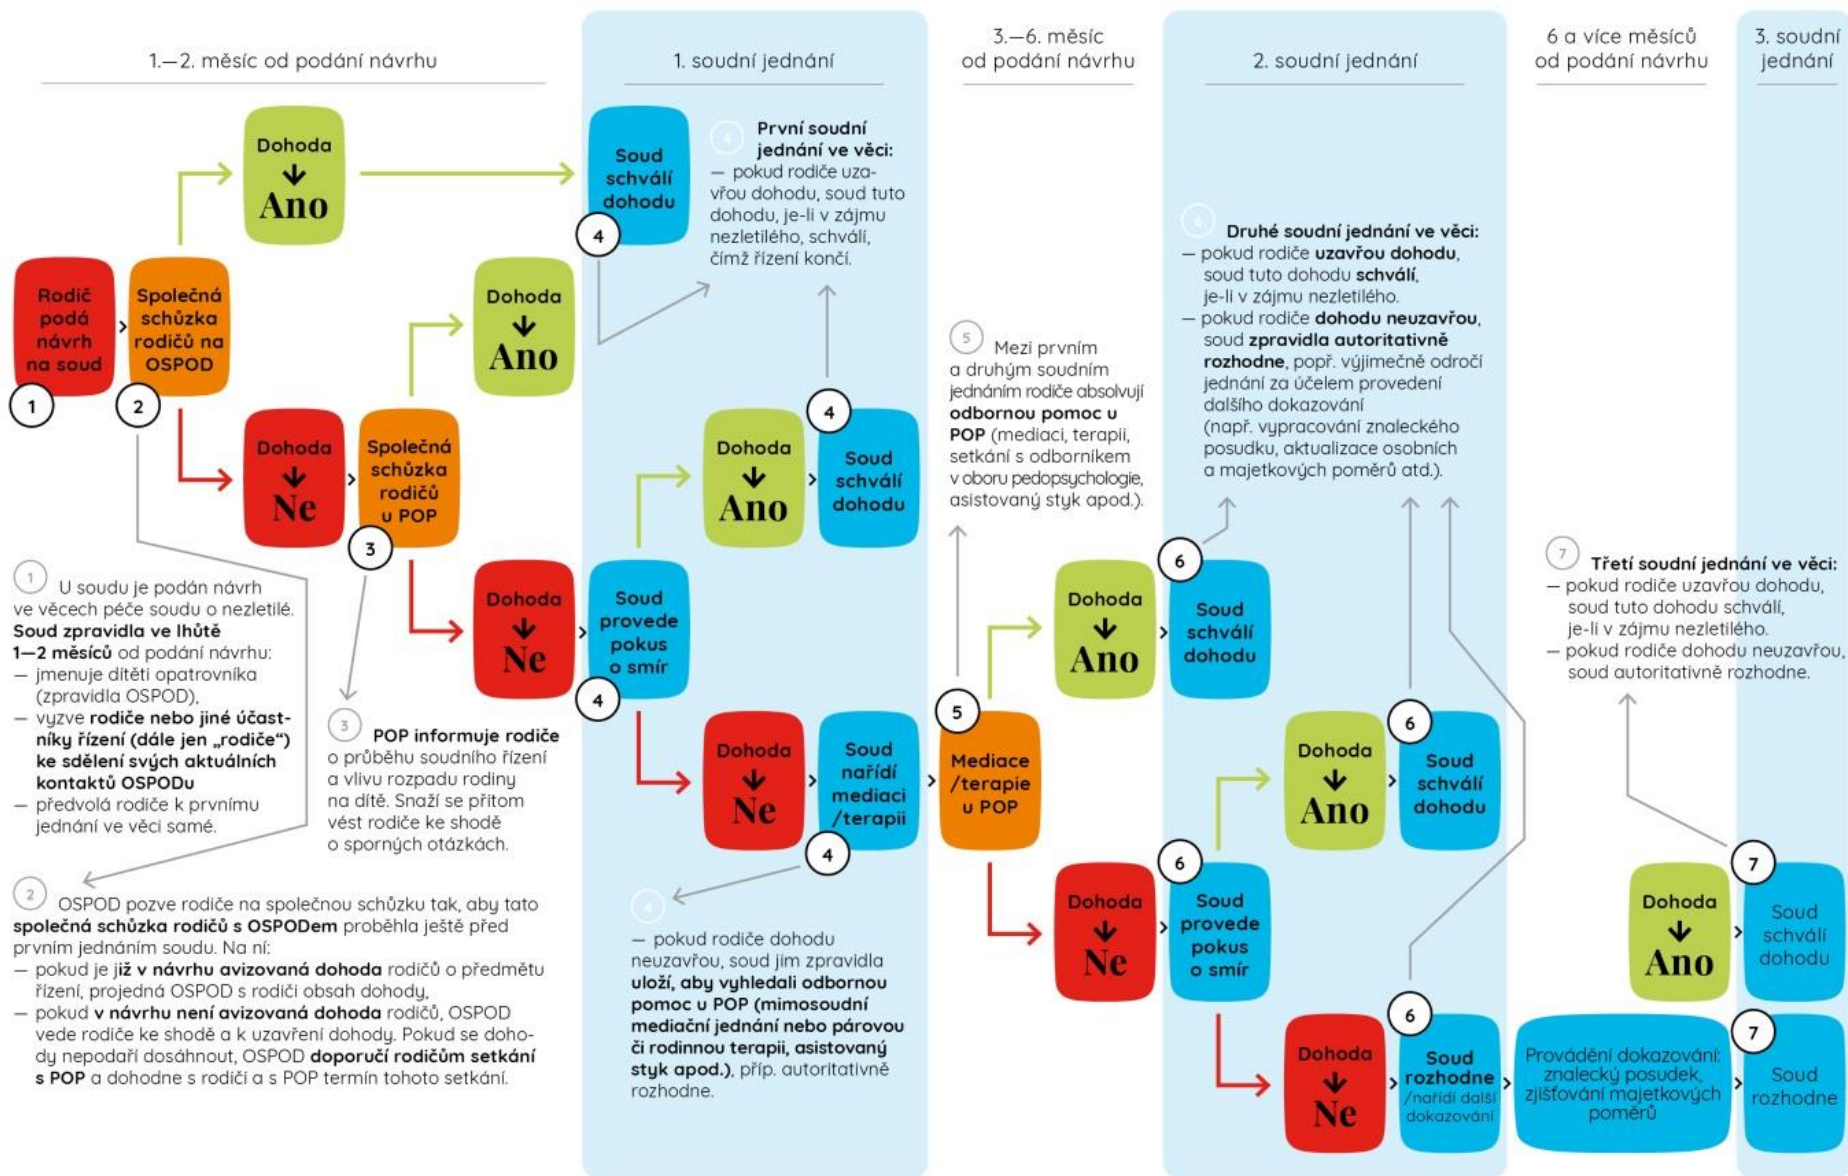 1.—2. měsíc od podání návrhu
1. soudní jednání
3.—6. měsíc
od podání návrhu
2. soudní jednání
6 a více měsíců
od podání návrhu
3. soudní
jednání
Dohoda
Ano
Soud
schválí
dohodu
4
4 První soudní
jednání ve věci:
— pokud rodiče uza-
vřou dohodu, soud tuto
dohodu, je-li v zájmu
nezletilého, schválí,
čímž řízení končí.
Rodič
podá
návrh
na soud
1
Společná
schůzka
rodičů na
OSPOD
2
Dohoda
Ano
Dohoda
Ne
Společná
schůzka
rodičů
u POP
3
Dohoda
Ano
Soud
schválí
dohodu
4
Dohoda
Ne
Soud
provede
pokus
o smír
4
Dohoda
Ne
Soud
nařídí
mediaci
/terapii
4
1 U soudu je podán návrh
ve věcech péče soudu o nezletilé.
Soud zpravidla ve lhůtě
1—2 měsíců od podání návrhu:
— jmenuje dítěti opatrovníka
(zpravidla OSPOD),
— vyzve rodiče nebo jiné účast-
níky řízení (dále jen „rodiče“)
ke sdělení svých aktuálních
kontaktů OSPODu
— předvolá rodiče k prvnímu
jednání ve věci samé.
2 OSPOD pozve rodiče na společnou schůzku tak, aby tato
společná schůzka rodičů s OSPODem proběhla ještě před
prvním jednáním soudu. Na ní:
— pokud je již v návrhu avizovaná dohoda rodičů o předmětu
řízení, projedná OSPOD s rodiči obsah dohody,
— pokud v návrhu není avizovaná dohoda rodičů, OSPOD
vede rodiče ke shodě a k uzavření dohody. Pokud se doho-
dy nepodaří dosáhnout, OSPOD doporučí rodičům setkání
s POP a dohodne s rodiči a s POP termín tohoto setkání.
3 POP informuje rodiče
o průběhu soudního řízení
a vlivu rozpadu rodiny
na dítě. Snaží se přitom
vést rodiče ke shodě
o sporných otázkách.
4
— pokud rodiče dohodu
neuzavřou, soud jim zpravidla
uloží, aby vyhledali odbornou
pomoc u POP (mimosoudní
mediační jednání nebo párovou
či rodinnou terapii, asistovaný
styk apod.), příp. autoritativně
rozhodne.
5 Mezi prvním
a druhým soudním
jednáním rodiče absolvují
odbornou pomoc u
POP (mediaci, terapii,
setkání s odborníkem
v oboru pedopsychologie,
asistovaný styk apod.).
5
Mediace
/terapie
u POP
6 Druhé soudní jednání ve věci:
— pokud rodiče uzavřou dohodu,
soud tuto dohodu schválí,
je-li v zájmu nezletilého.
— pokud rodiče dohodu neuzavřou,
soud zpravidla autoritativně
rozhodne, popř. výjimečně odročí
jednání za účelem provedení
dalšího dokazování
(např. vypracování znaleckého
posudku, aktualizace osobních
a majetkových poměrů atd.).
Dohoda
Ano
6
Soud
schválí
dohodu
Dohoda
Ano
6
Soud
schválí
dohodu
Dohoda
Ne
6
Soud
provede
pokus
o smír
Dohoda
Ne
6
Soud
rozhodne
/nařídí další
dokazování
7 Třetí soudní jednání ve věci:
— pokud rodiče uzavřou dohodu,
soud tuto dohodu schválí,
je-li v zájmu nezletilého.
— pokud rodiče dohodu neuzavřou,
soud autoritativně rozhodne.
Dohoda
Ano
7
Soud
schválí
dohodu
Provádění dokazování:
znalecký posudek,
zjišťování majetkových
poměrů
7
Soud
rozhodne